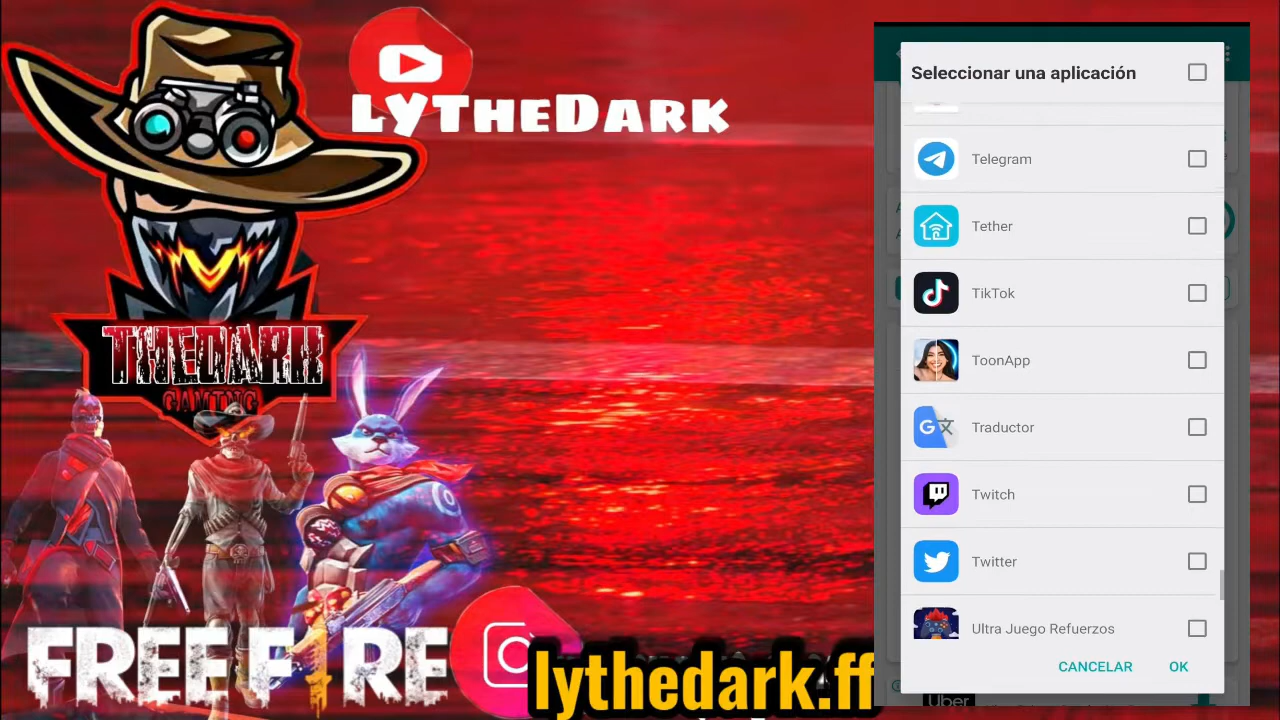 LYTHEDARK
THEDARK
GAMING
FREE FIRE
lythedark.ff
Seleccionar una aplicación
Telegram
Tether
TikTok
ToonApp
Traductor
Twitch
Twitter
Ultra Juego Refuerzos
CANCELAR OK
Uber